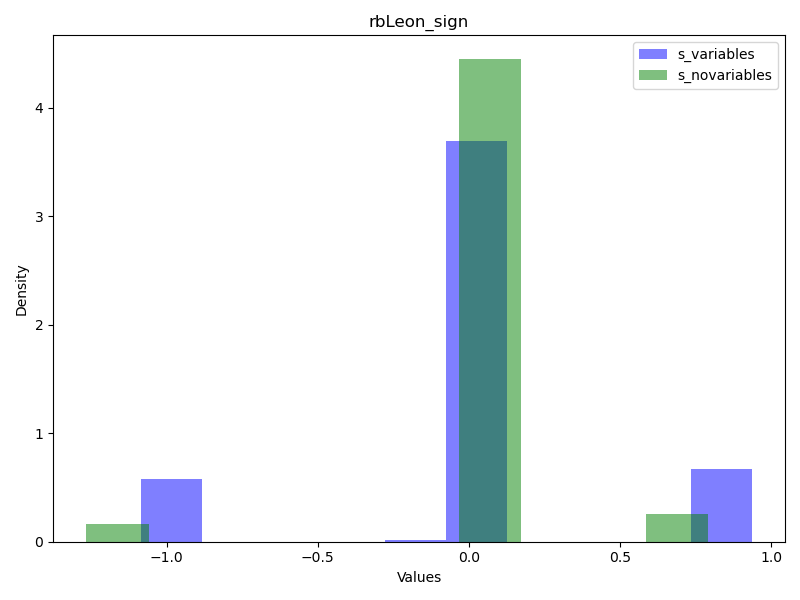 rbLeon_sign
s_variables
s_novariables
Density
4
3
2
1
0
−1.0
−0.5
0.0
0.5
1.0
Values